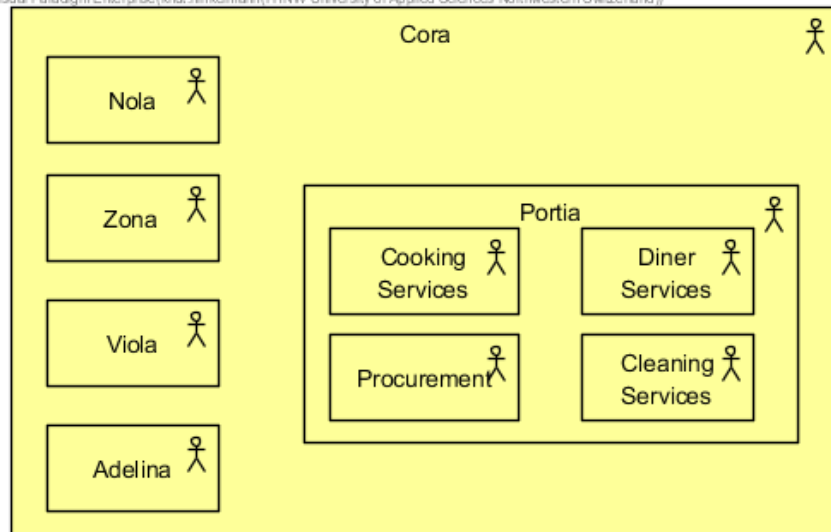 Cora
Nola
Zona
Viola
Adelina
Portia
Cooking
Services
Diner
Services
Procurement
Cleaning
Services